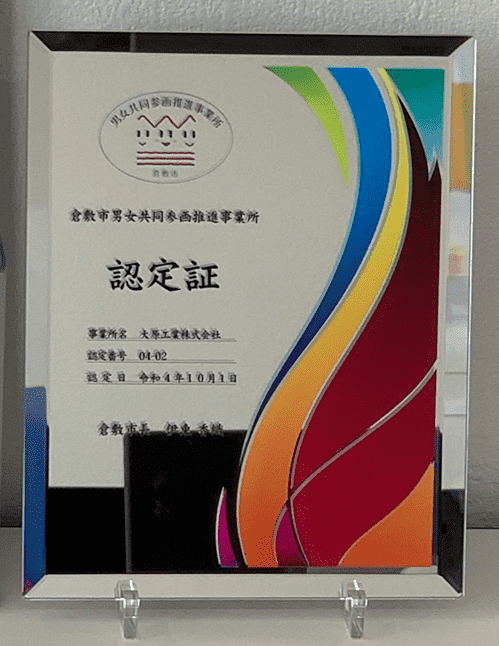 男女共同参画推進事業所
倉敷市
倉敷市男女共同参画推進事業所
認定証
事業所名 大原工業株式会社
認定番号 04-02
認定日 令和4年10月1日
倉敷市長 伊東 香織